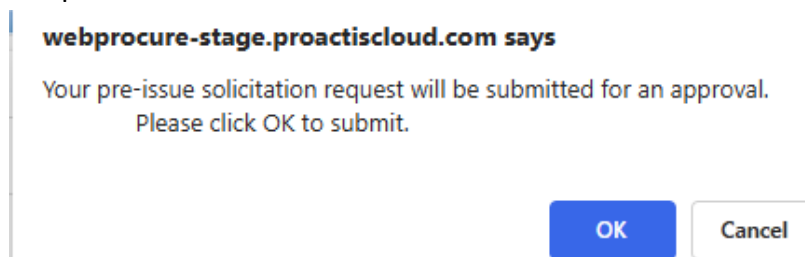 webprocure-stage.proactiscloud.com says
Your pre-issue solicitation request will be submitted for an approval.
Please click OK to submit.
OK Cancel